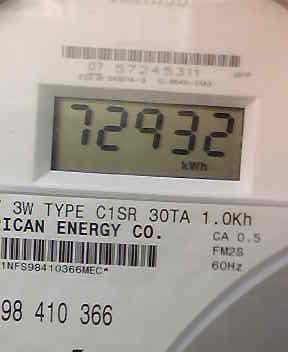 07 57245311
72932
kWh
3W TYPE C1SR 30TA 1.0Kh
RICAN ENERGY CO.
CA 0.5
FM2S
60Hz
1NFS98410366MEC*
98 410 366